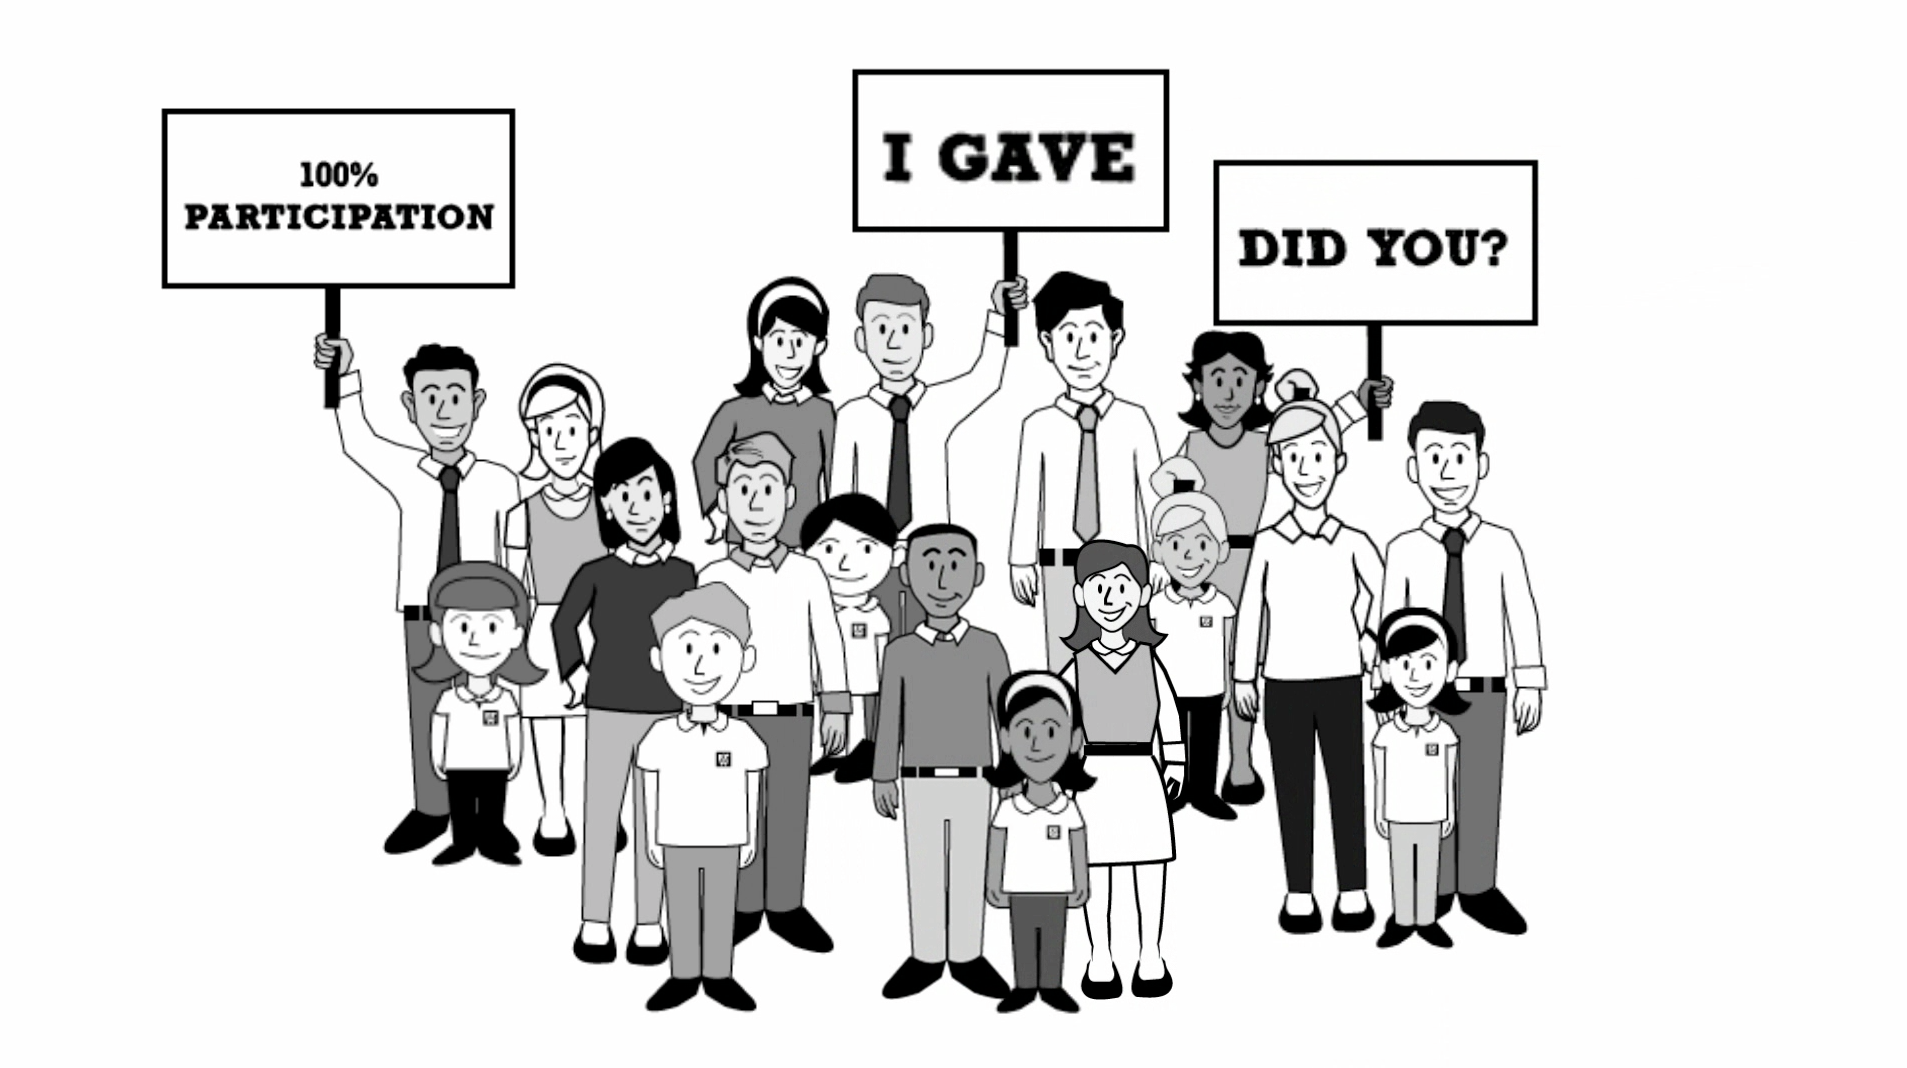 100%
PARTICIPATION
I GAVE
DID YOU?